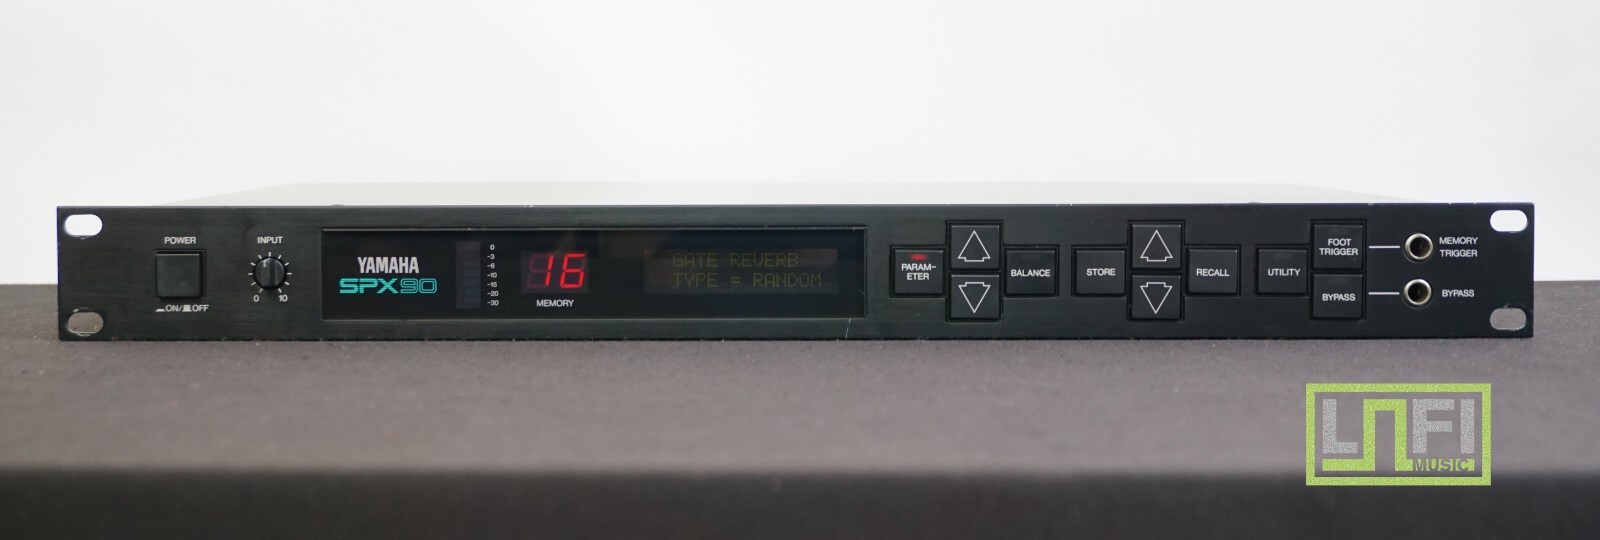 POWER
ON/OFF
INPUT
0 10
YAMAHA
SPX90
0
-3
-6
-10
-15
-20
-30
16
MEMORY
GATE REVERB
TYPE = RANDOM
PARAM-
ETER
BALANCE
STORE
RECALL
UTILITY
FOOT
TRIGGER
BYPASS
MEMORY
TRIGGER
BYPASS
LOFI
MUSIC